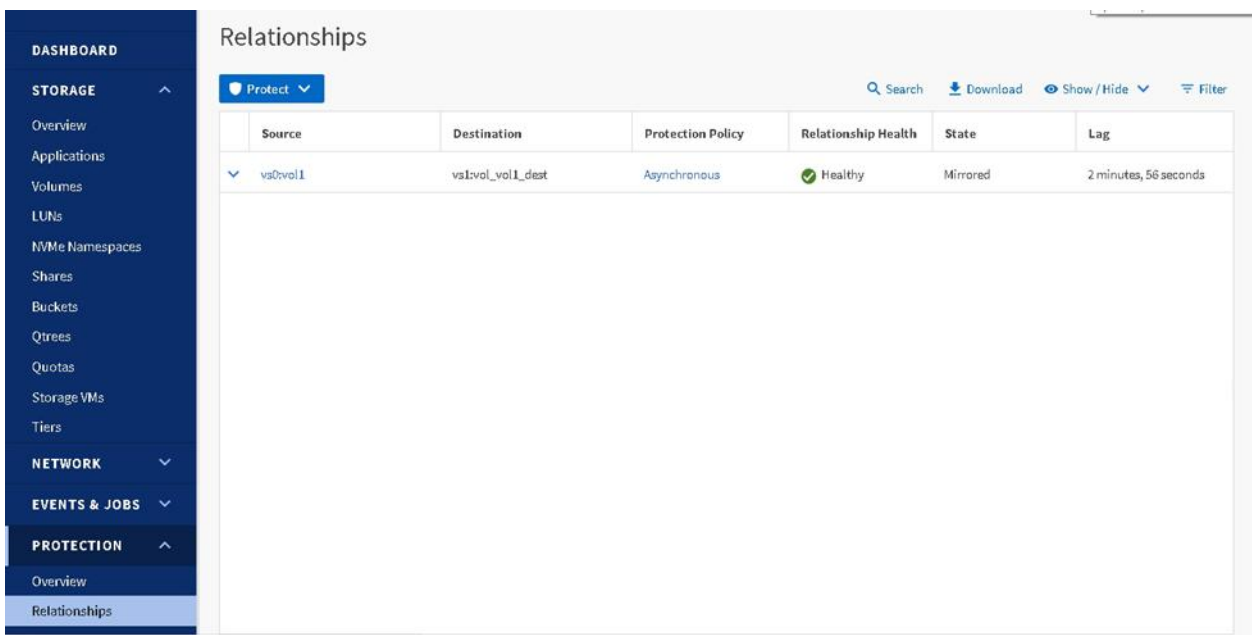 Relationships
DASHBOARD
STORAGE
Overview
Applications
Volumes
LUNs
NVMe Namespaces
Shares
Buckets
Qtrees
Quotas
Storage VMs
Tiers
NETWORK
EVENTS & JOBS
PROTECTION
Overview
Relationships
Protect
Search Download Show / Hide Filter
Source Destination Protection Policy Relationship Health State Lag
vs0:vol1 vs1:vol_vol1_dest Asynchronous Healthy Mirrored 2 minutes, 56 seconds